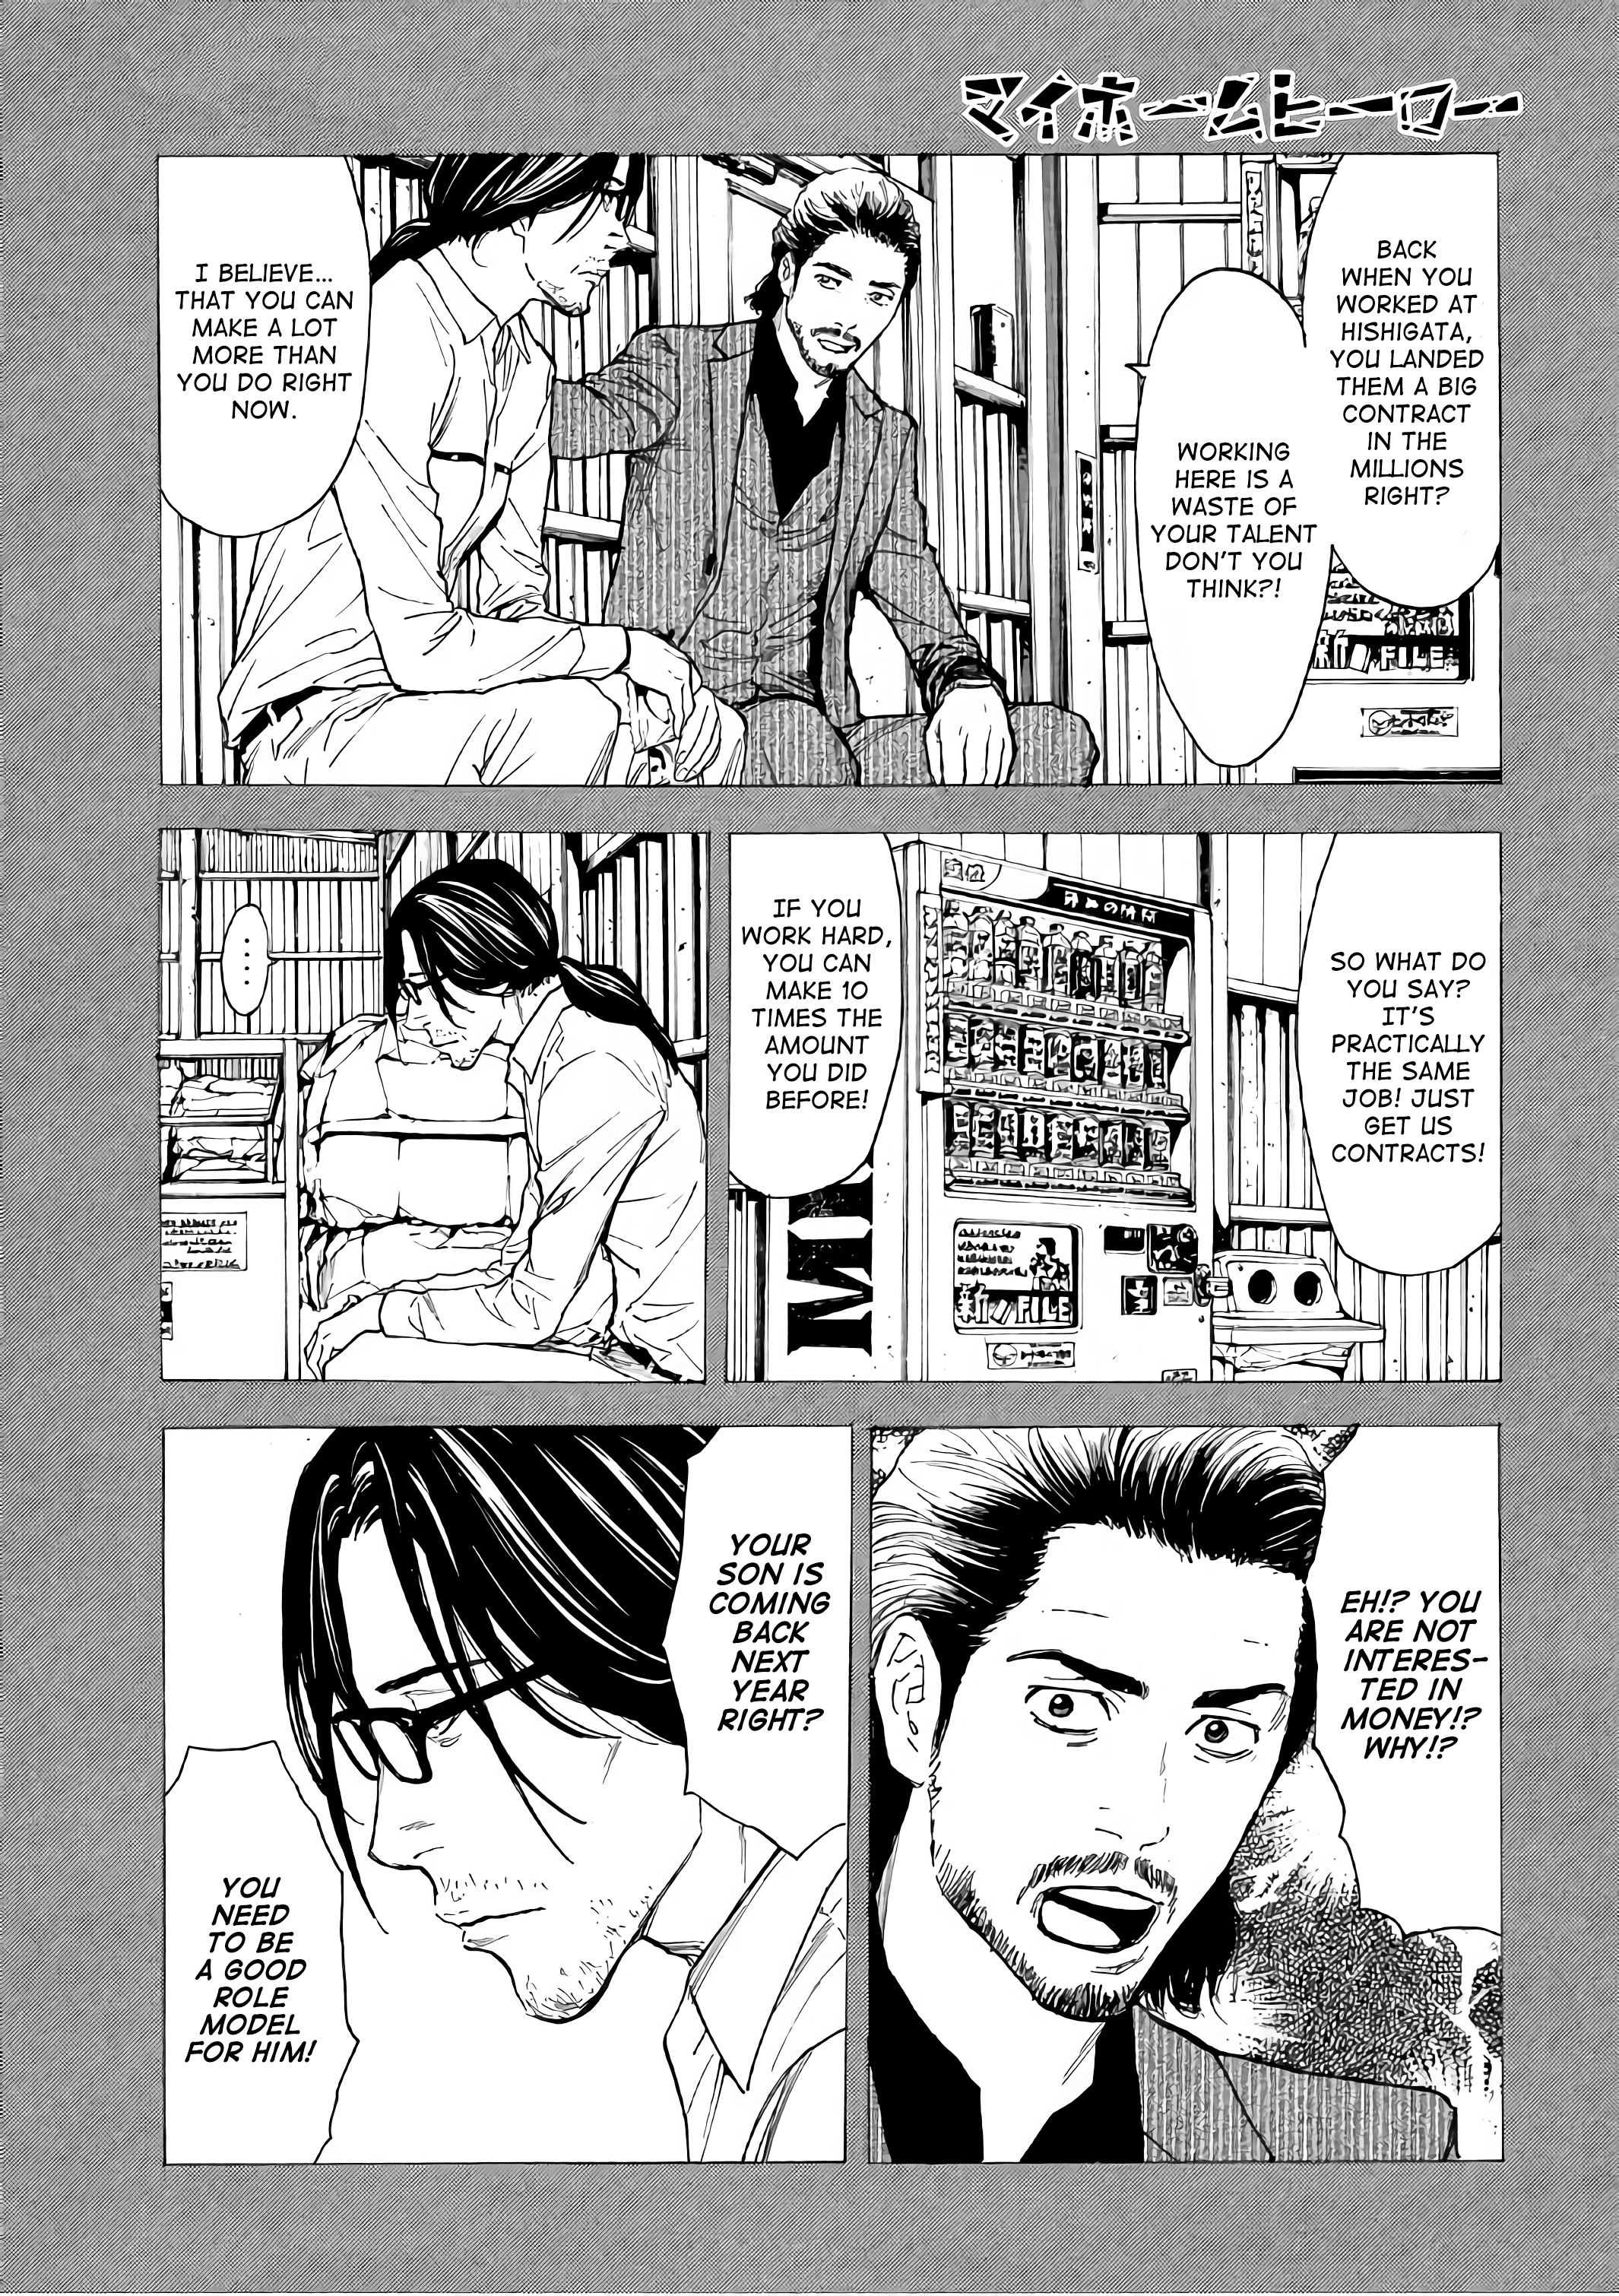 マイホームヒーロー
BACK
WHEN YOU
WORKED AT
HISHIGATA,
YOU LANDED
THEM A BIG
CONTRACT
IN THE
MILLIONS
RIGHT?
WORKING
HERE IS A
WASTE OF
YOUR TALENT
DON'T YOU
THINK?!
I BELIEVE...
THAT YOU CAN
MAKE A LOT
MORE THAN
YOU DO RIGHT
NOW.
FILE
SO WHAT DO
YOU SAY?
IT'S
PRACTICALLY
THE SAME
JOB! JUST
GET US
CONTRACTS!
IF YOU
WORK HARD,
YOU CAN
MAKE 10
TIMES THE
AMOUNT
YOU DID
BEFORE!
新 FILE
....
EH!? YOU
ARE NOT
INTERES-
TED IN
MONEY!?
WHY!?
YOUR
SON IS
COMING
BACK
NEXT
YEAR
RIGHT?
YOU
NEED
TO BE
A GOOD
ROLE
MODEL
FOR HIM!